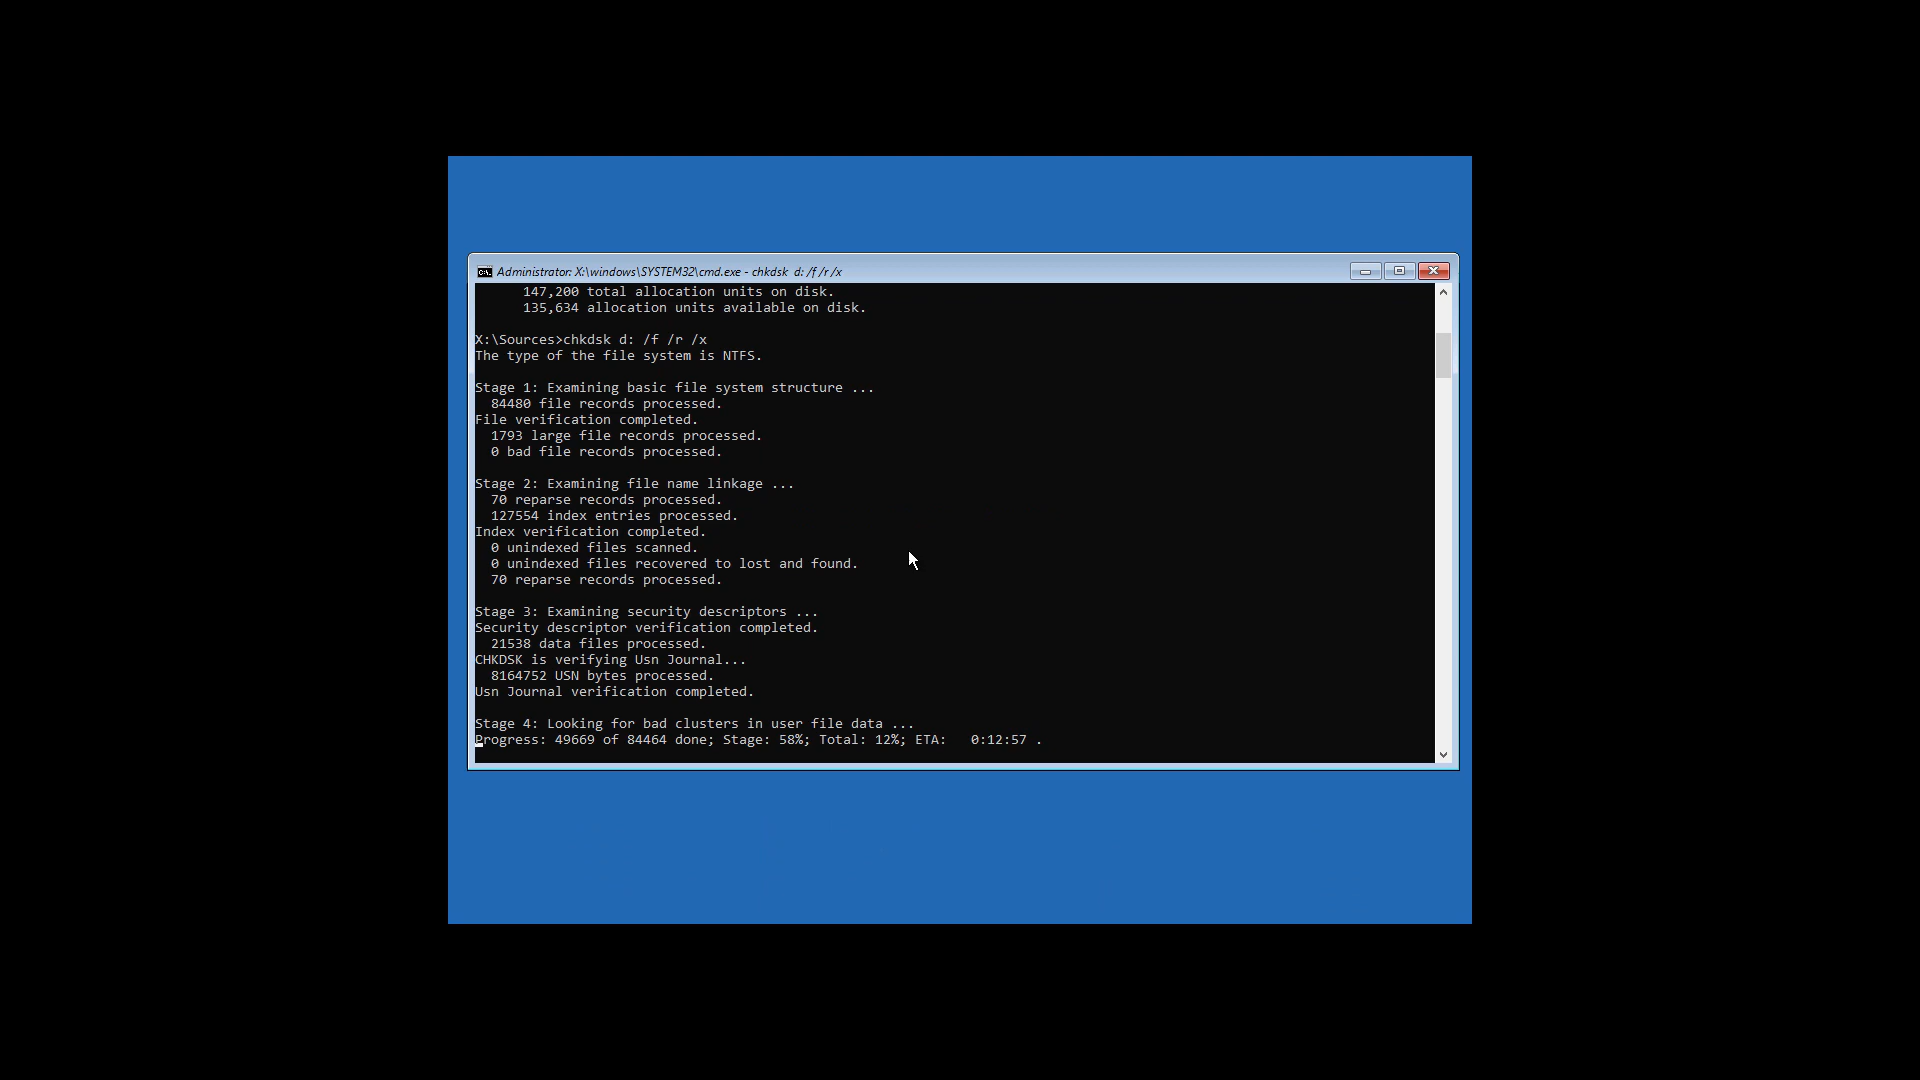 Administrator: X:\windows\SYSTEM32\cmd.exe - chkdsk  d: /f /r /x
      147,200 total allocation units on disk.
      135,634 allocation units available on disk.
X:\Sources>chkdsk d: /f /r /x
The type of the file system is NTFS.
Stage 1: Examining basic file system structure ...
  84480 file records processed.
File verification completed.
  1793 large file records processed.
  0 bad file records processed.
Stage 2: Examining file name linkage ...
  70 reparse records processed.
  127554 index entries processed.
Index verification completed.
  0 unindexed files scanned.
  0 unindexed files recovered to lost and found.
  70 reparse records processed.
Stage 3: Examining security descriptors ...
Security descriptor verification completed.
  21538 data files processed.
CHKDSK is verifying Usn Journal...
  8164752 USN bytes processed.
Usn Journal verification completed.
Stage 4: Looking for bad clusters in user file data ...
Progress: 49669 of 84464 done; Stage: 58%; Total: 12%; ETA:   0:12:57 .